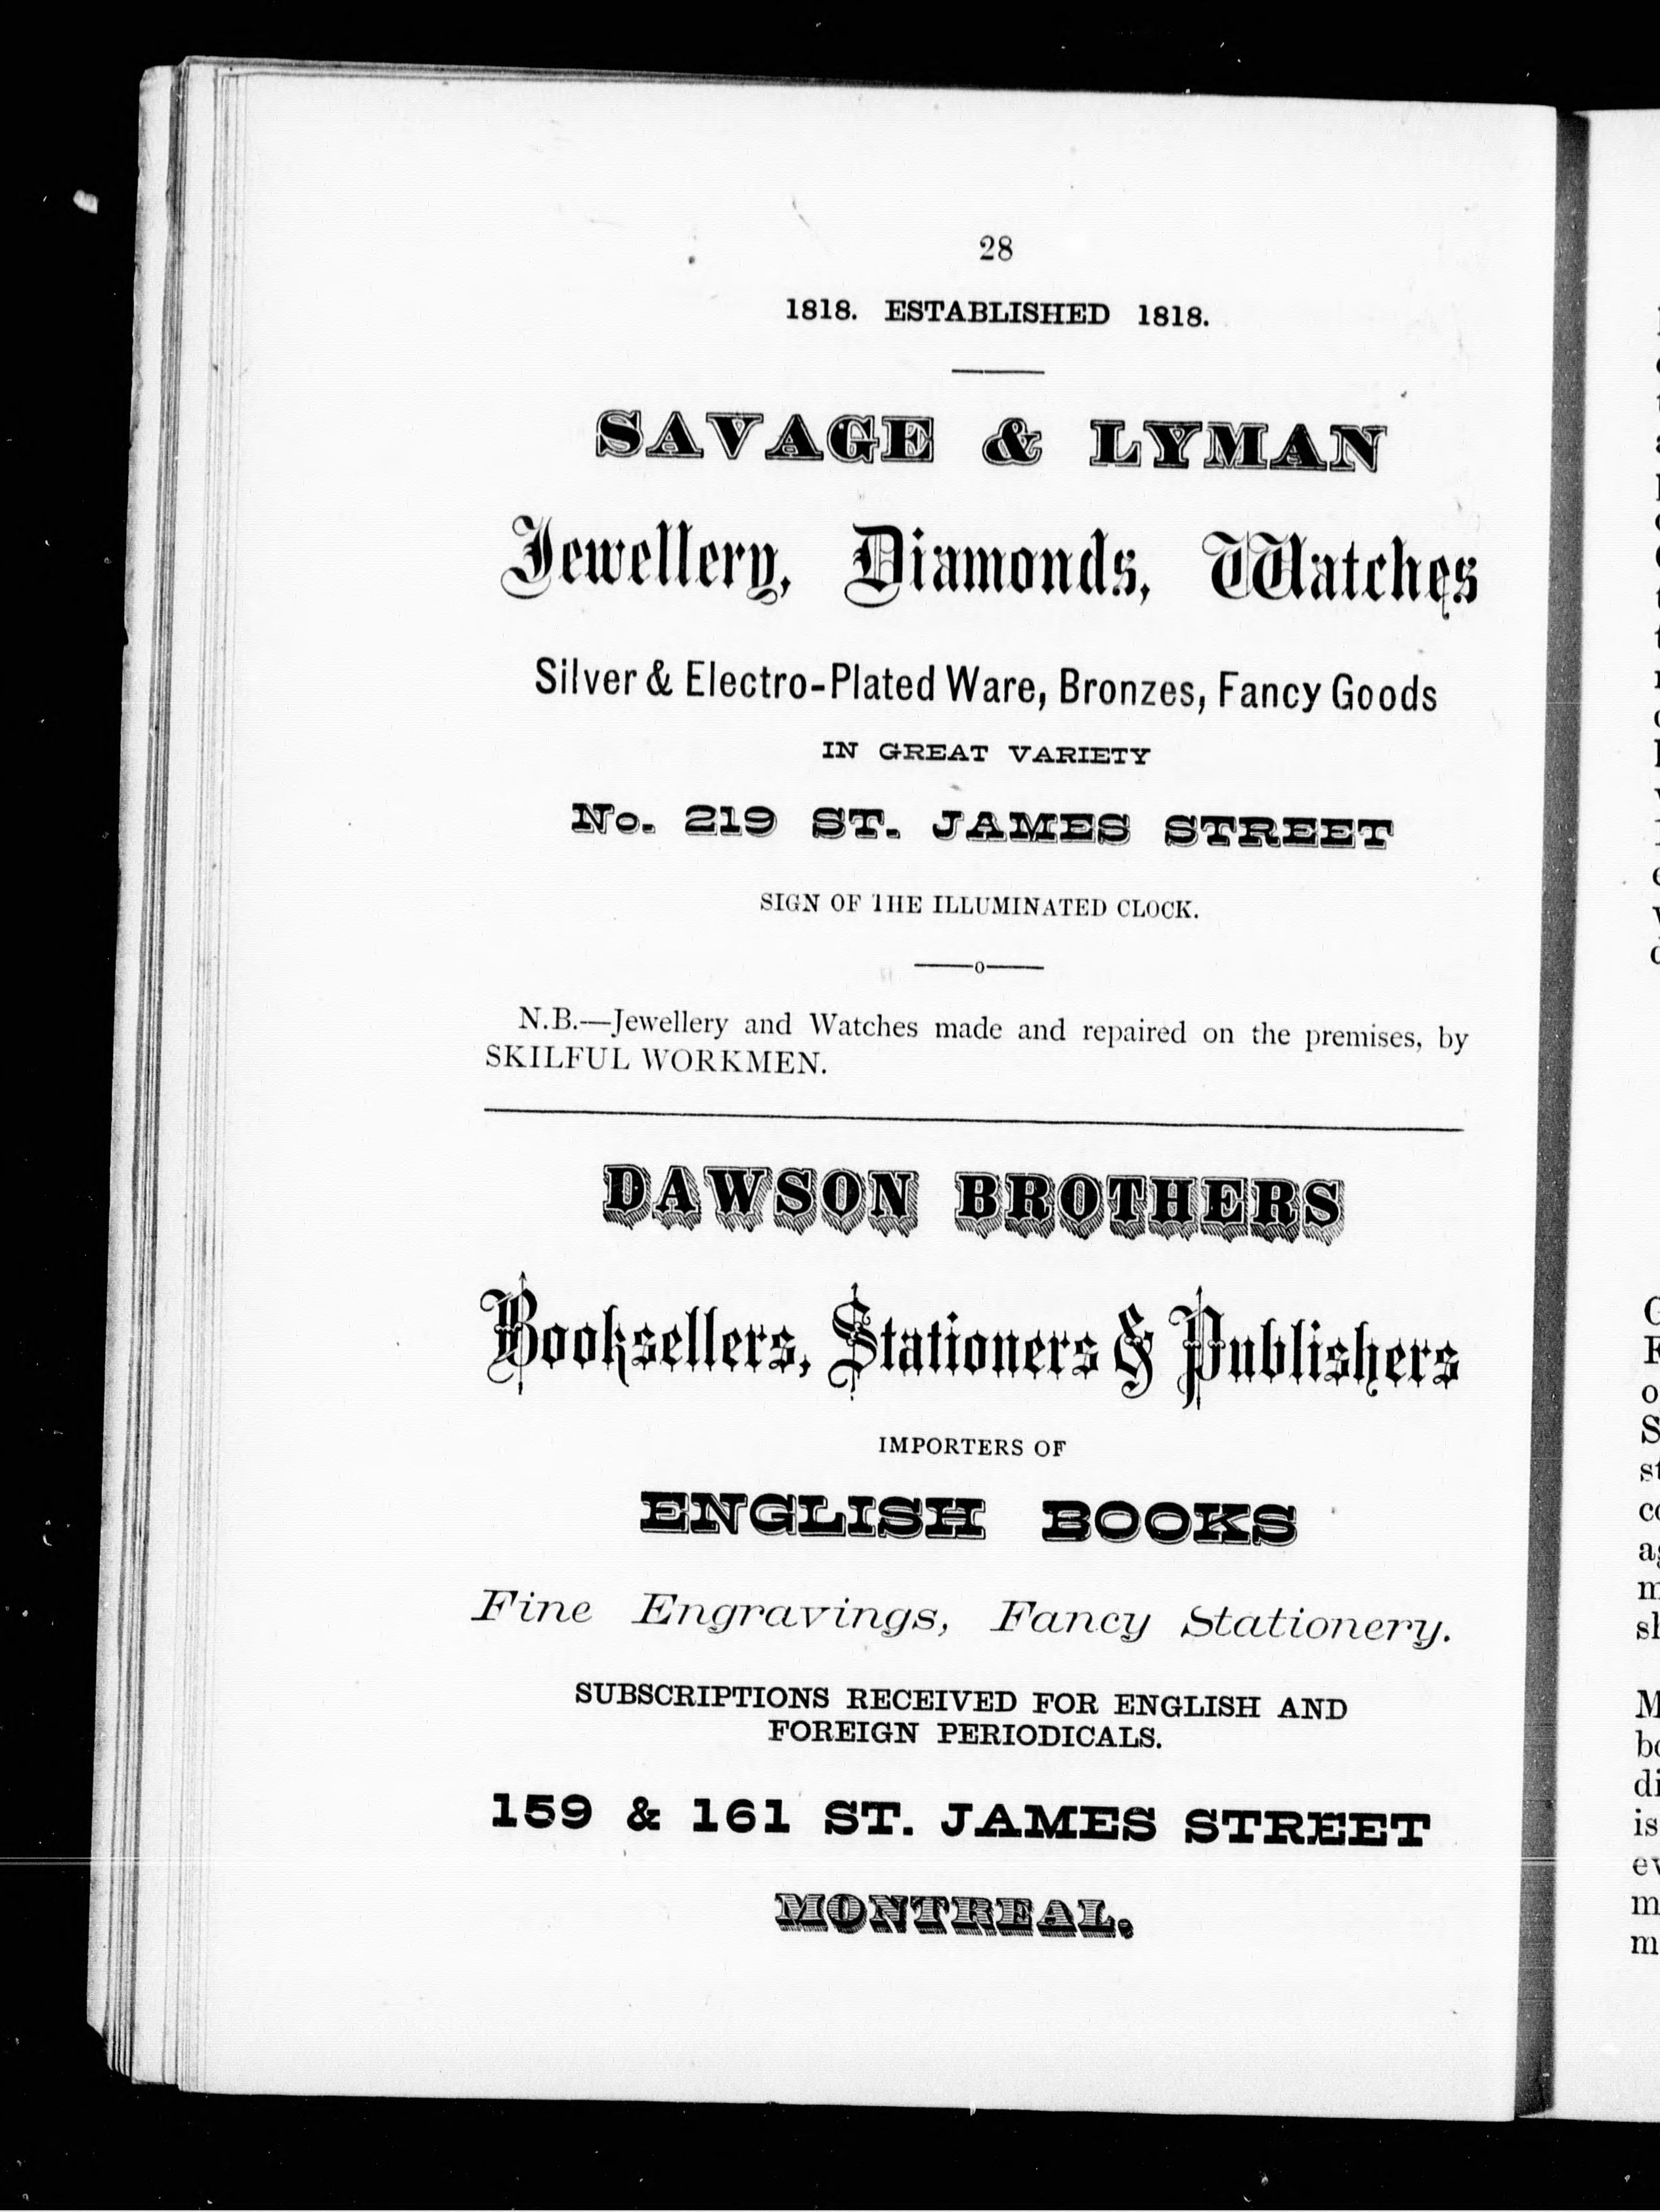 28
1818. ESTABLISHED 1818.
SAVAGE & LYMAN
Jewellery, Diamonds, Watches
Silver & Electro-Plated Ware, Bronzes, Fancy Goods
IN GREAT VARIETY
No. 219 ST. JAMES STREET
SIGN OF THE ILLUMINATED CLOCK.
o
N.B.—Jewellery and Watches made and repaired on the premises, by
SKILFUL WORKMEN.
DAWSON BROTHERS
Booksellers, Stationers & Publishers
IMPORTERS OF
ENGLISH BOOKS
Fine Engravings, Fancy Stationery.
SUBSCRIPTIONS RECEIVED FOR ENGLISH AND
FOREIGN PERIODICALS.
159 & 161 ST. JAMES STREET
MONTREAL.